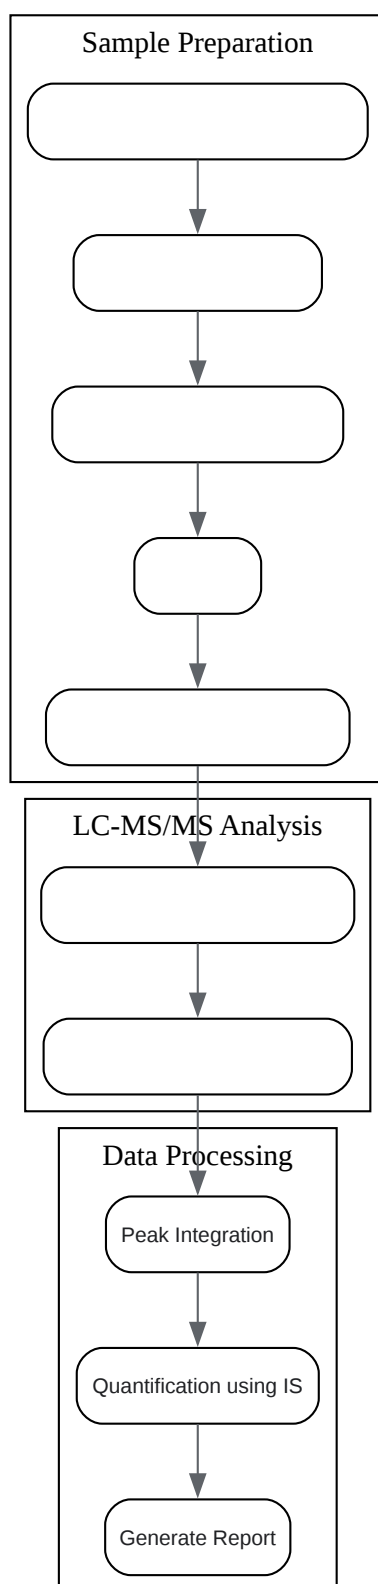 Sample Preparation
LC-MS/MS Analysis
Data Processing
Peak Integration
Quantification using IS
Generate Report